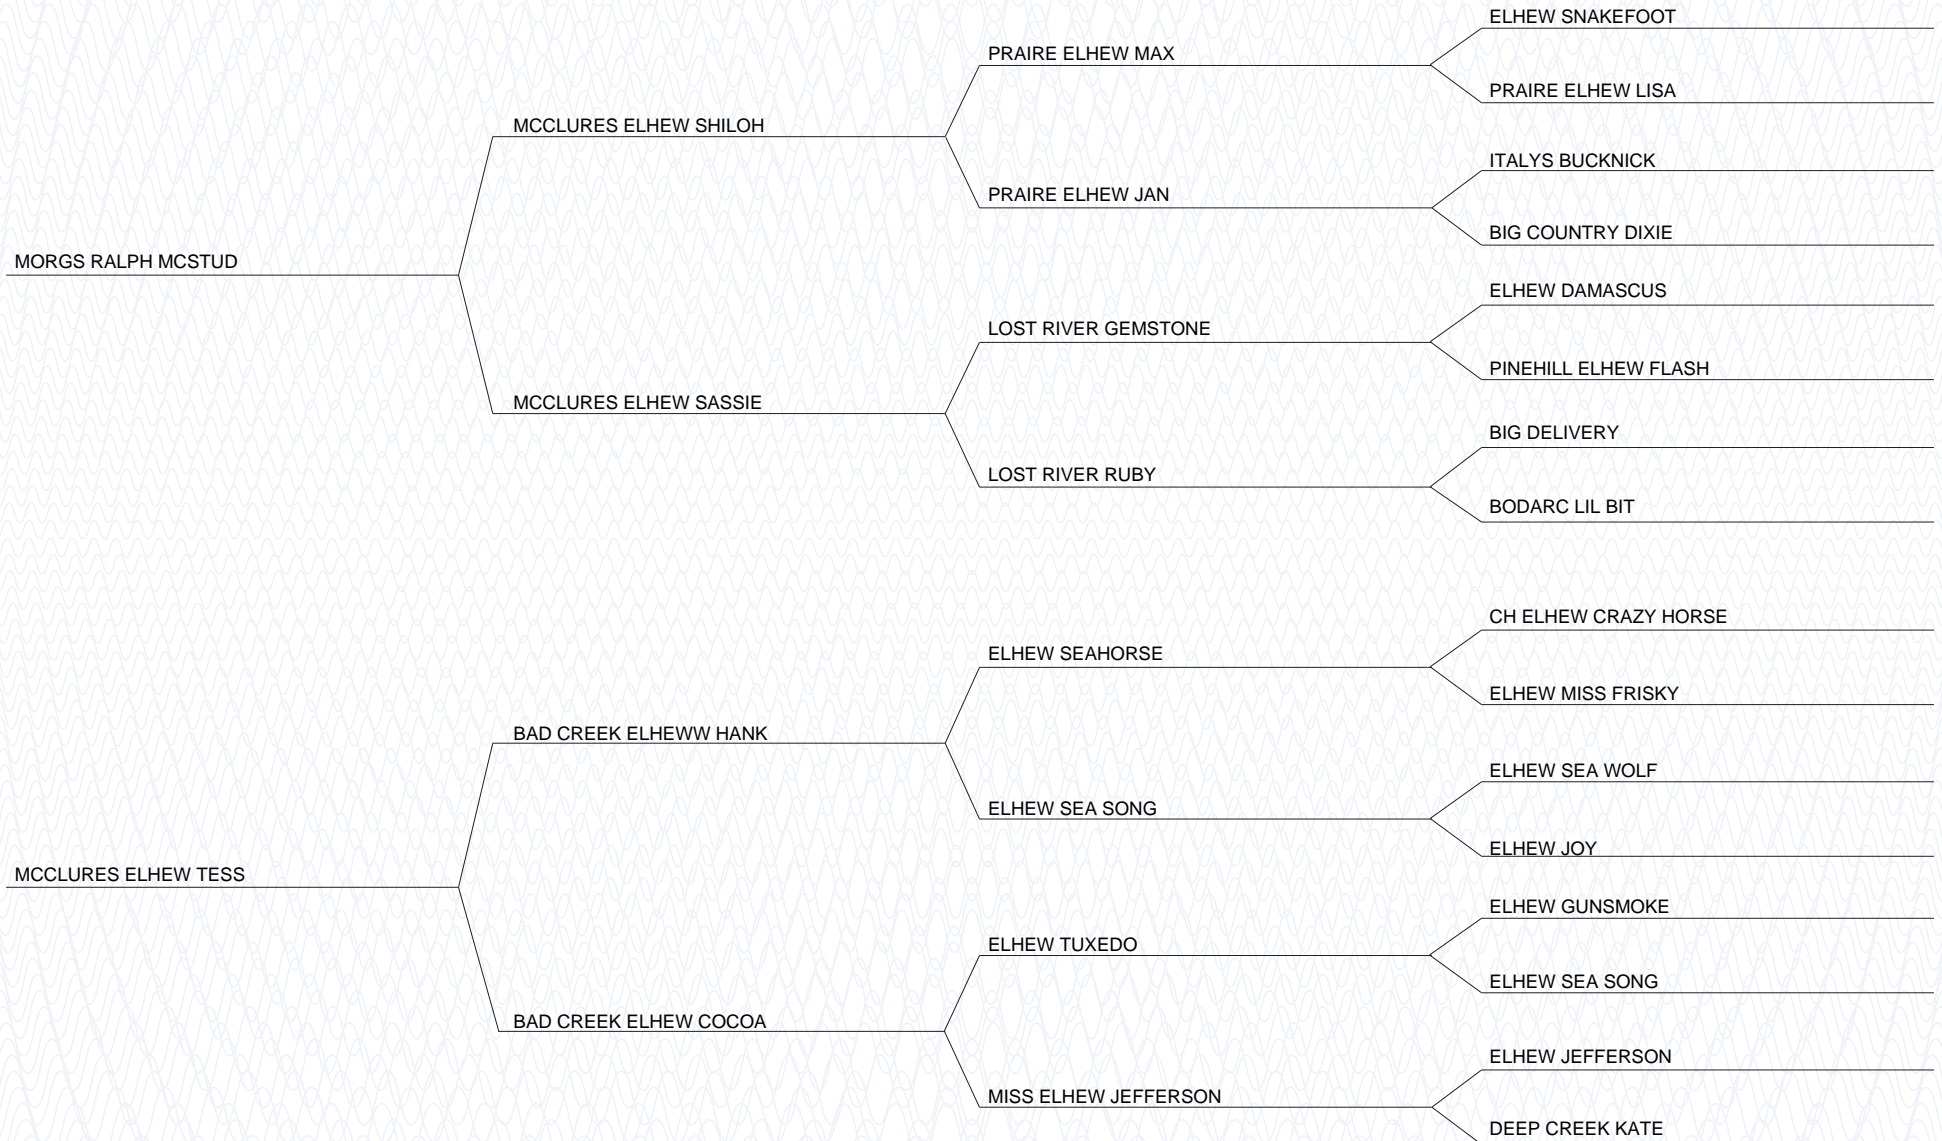 ELHEW SNAKEFOOT
PRAIRE ELHEW MAX
PRAIRE ELHEW LISA
MCCLURES ELHEW SHILOH
ITALYS BUCKNICK
PRAIRE ELHEW JAN
BIG COUNTRY DIXIE
MORGS RALPH MCSTUD
ELHEW DAMASCUS
LOST RIVER GEMSTONE
PINEHILL ELHEW FLASH
MCCLURES ELHEW SASSIE
BIG DELIVERY
LOST RIVER RUBY
BODARC LIL BIT
CH ELHEW CRAZY HORSE
ELHEW SEAHORSE
ELHEW MISS FRISKY
BAD CREEK ELHEWW HANK
ELHEW SEA WOLF
ELHEW SEA SONG
ELHEW JOY
MCCLURES ELHEW TESS
ELHEW GUNSMOKE
ELHEW TUXEDO
ELHEW SEA SONG
BAD CREEK ELHEW COCOA
ELHEW JEFFERSON
MISS ELHEW JEFFERSON
DEEP CREEK KATE